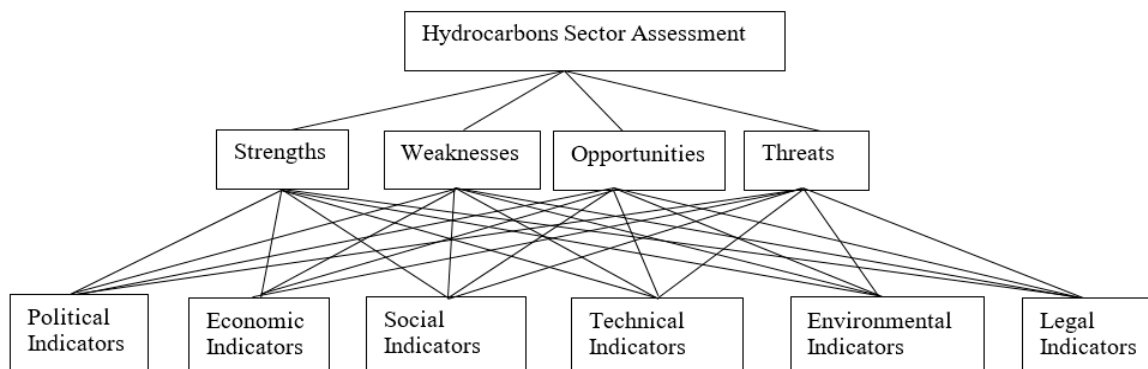 Hydrocarbons Sector Assessment
Strengths
Weaknesses
Opportunities
Threats
Political
Indicators
Economic
Indicators
Social
Indicators
Technical
Indicators
Environmental
Indicators
Legal
Indicators